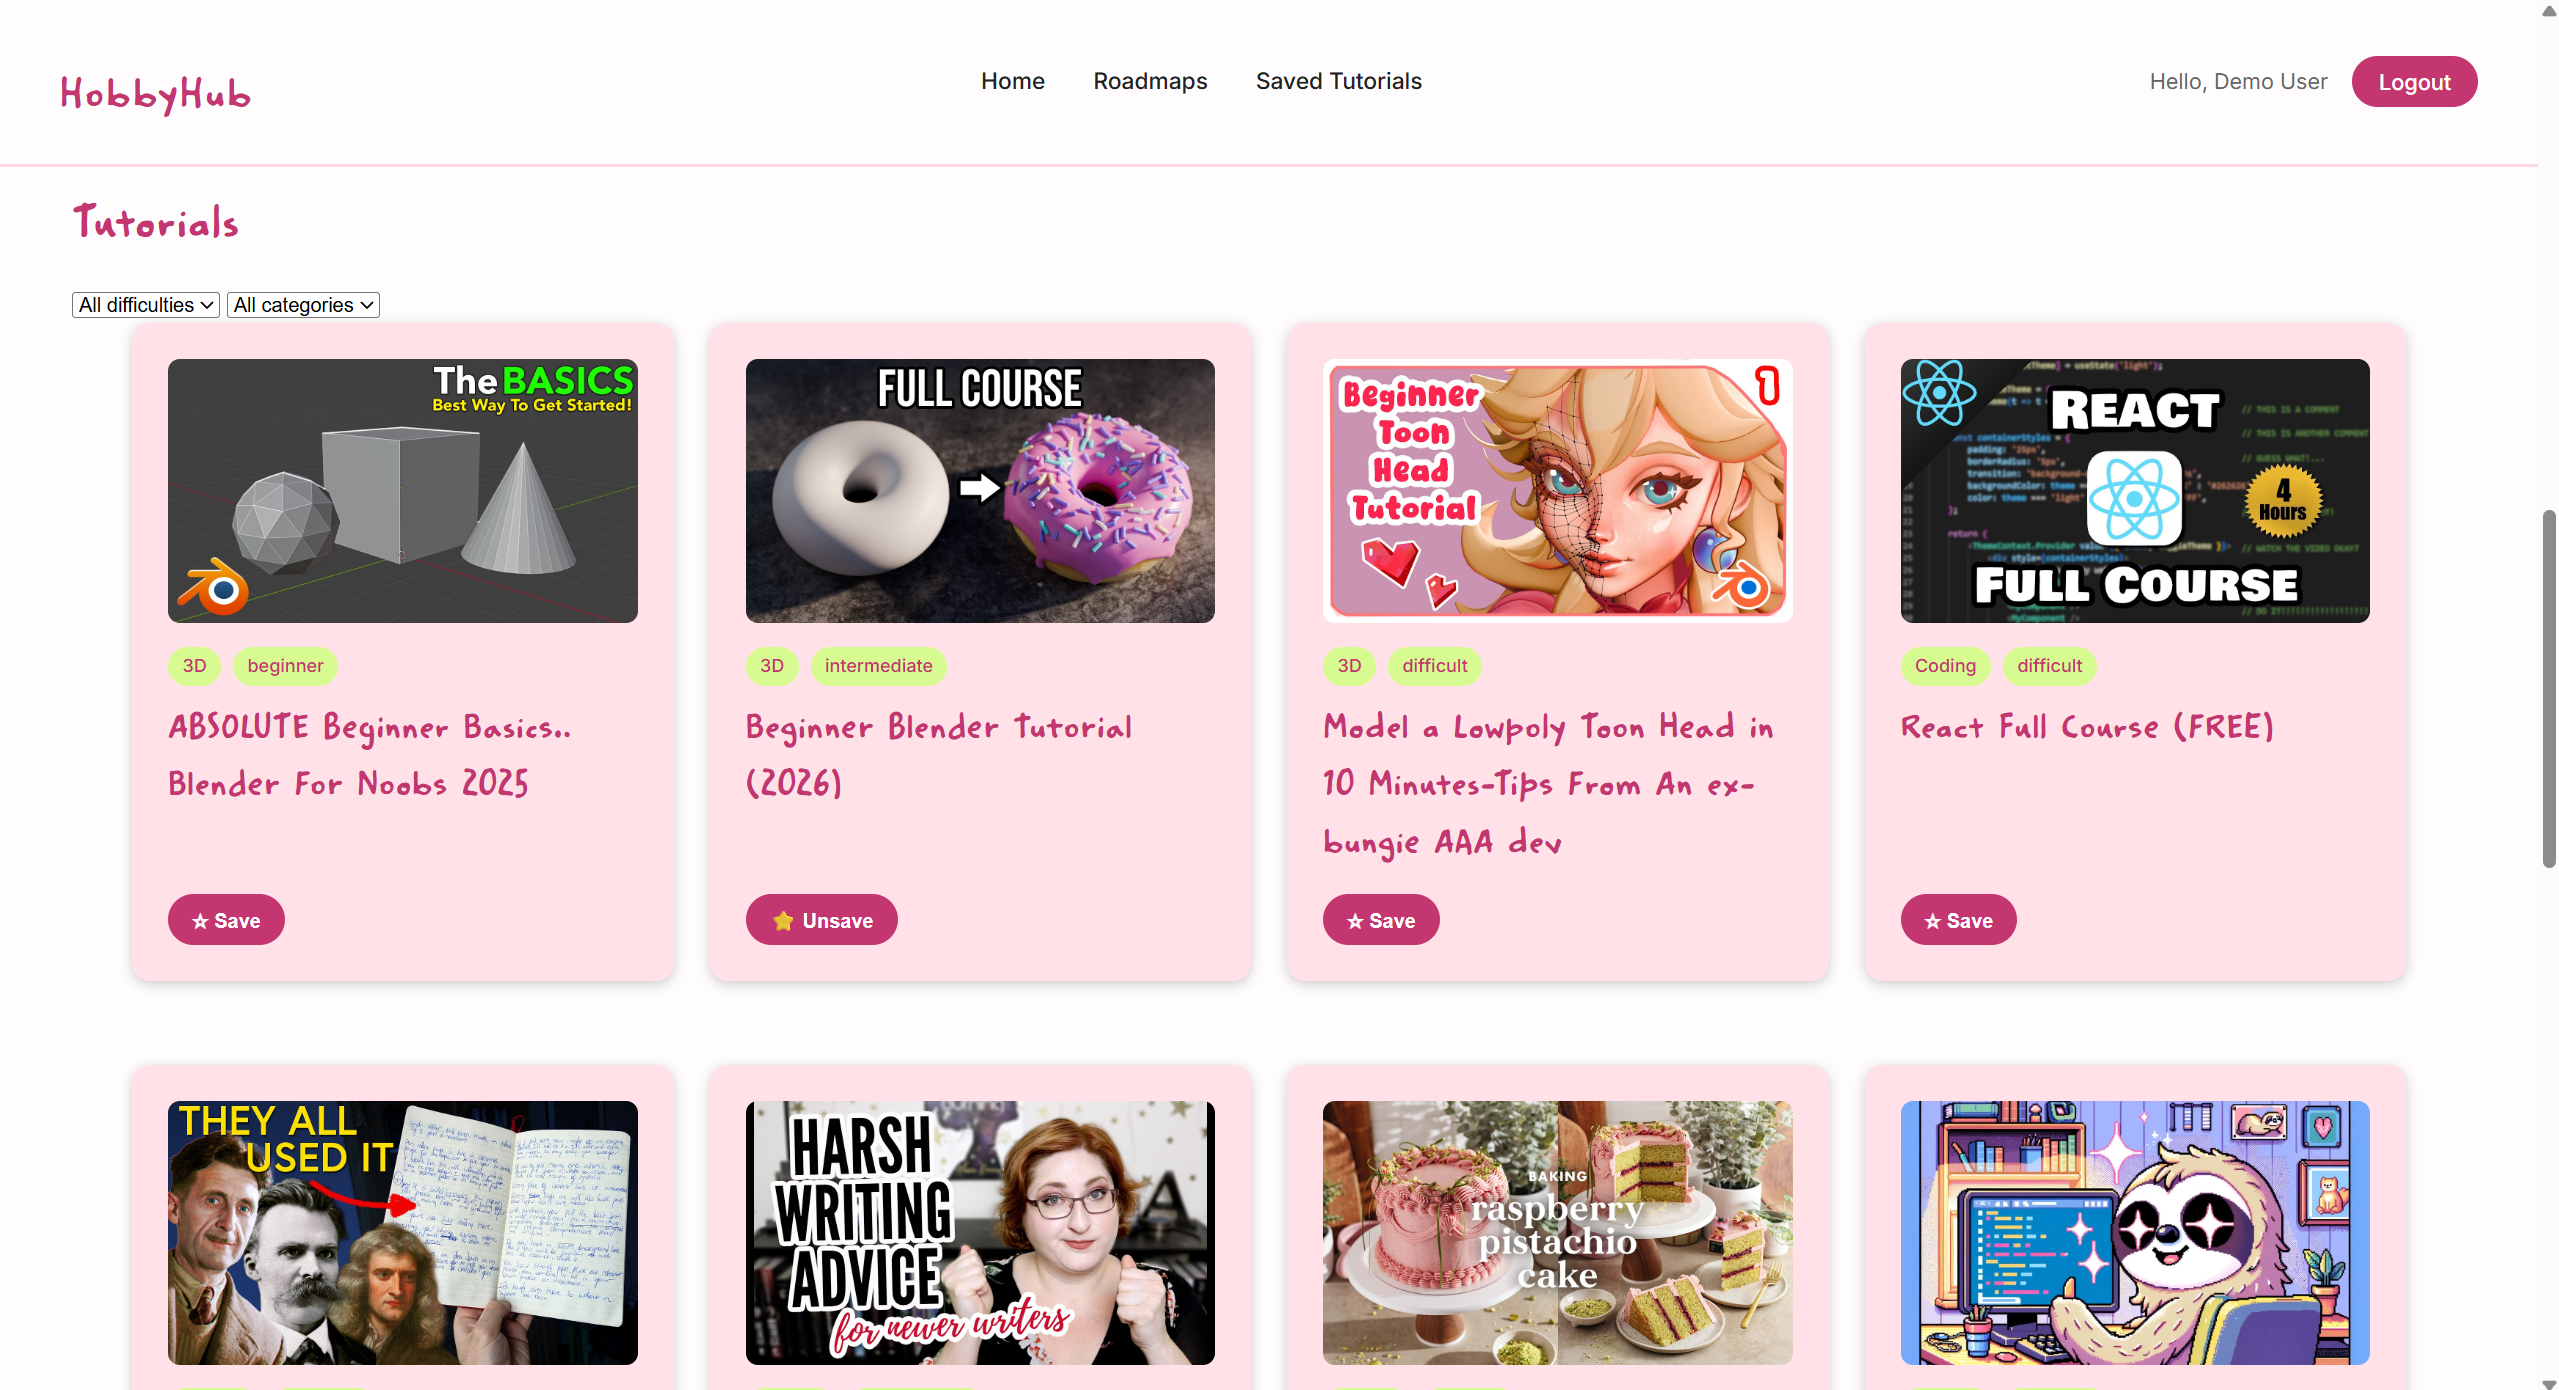 HobbyHub
Home
Roadmaps
Saved Tutorials
Hello, Demo User
Logout
Tutorials
All difficulties
All categories
The BASICS
Best Way To Get Started!
3D
beginner
ABSOLUTE Beginner Basics..
Blender For Noobs 2025
☆ Save
FULL COURSE
3D
intermediate
Beginner Blender Tutorial
(2026)
⭐ Unsave
Beginner
Toon
Head
Tutorial
3D
difficult
Model a Lowpoly Toon Head in
10 Minutes-Tips From An ex-
bungie AAA dev
☆ Save
REACT
4
Hours
FULL COURSE
Coding
difficult
React Full Course (FREE)
☆ Save
THEY ALL
USED IT
HARSH
WRITING
ADVICE
for newer writers
BAKING
raspberry
pistachio
cake